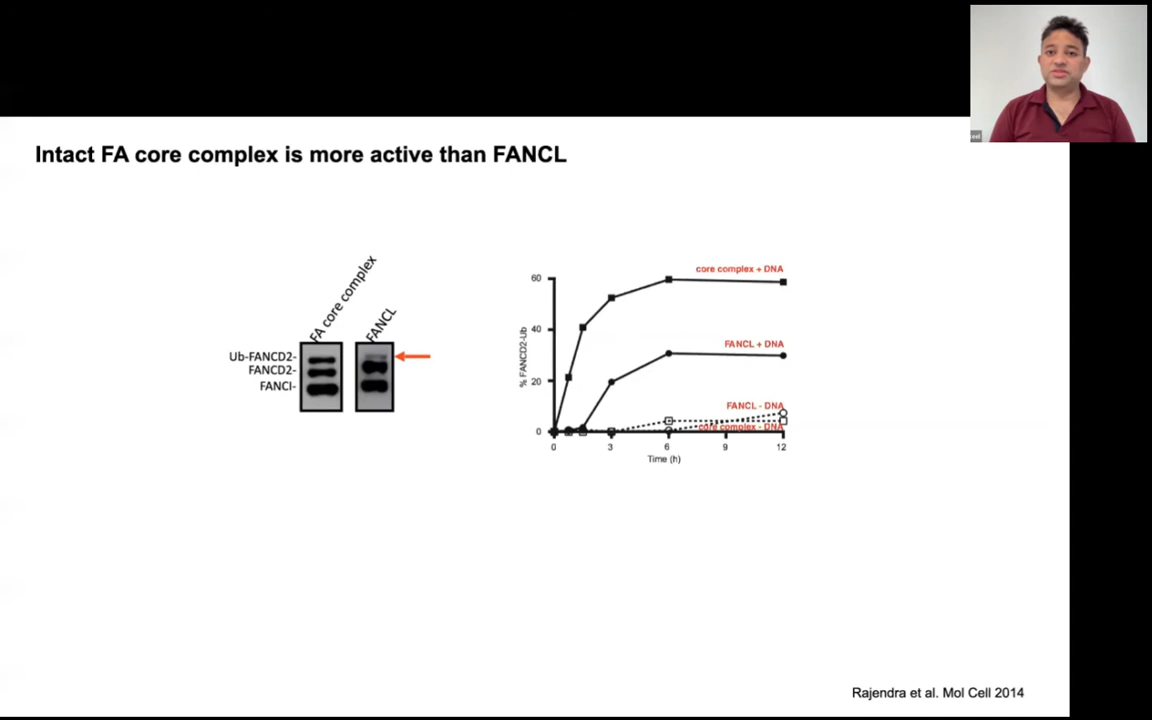 Intact FA core complex is more active than FANCL
FA core complex
FANCL
Ub-FANCD2-
FANCD2-
FANCI-
% FANCD2-Ub
60
40
20
0
core complex + DNA
FANCL + DNA
FANCL - DNA
core complex - DNA
0
3
6
9
12
Time (h)
Rajendra et al. Mol Cell 2014